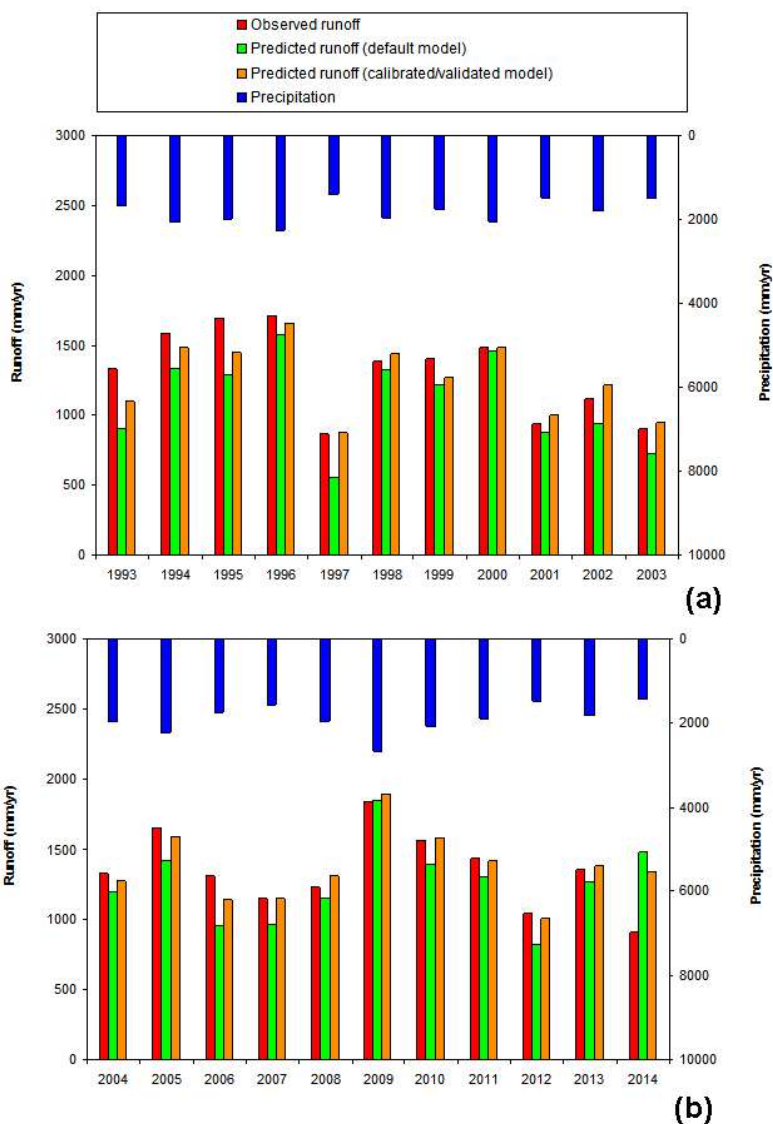 Observed runoff
Predicted runoff (default model)
Predicted runoff (calibrated/validated model)
Precipitation
3000
2500
2000
1500
1000
500
0
Runoff (mm/yr)
0
2000
4000
6000
8000
10000
Precipitation (mm/yr)
1993 1994 1995 1996 1997 1998 1999 2000 2001 2002 2003
(a)
3000
2500
2000
1500
1000
500
0
Runoff (mm/yr)
0
2000
4000
6000
8000
10000
Precipitation (mm/yr)
2004 2005 2006 2007 2008 2009 2010 2011 2012 2013 2014
(b)